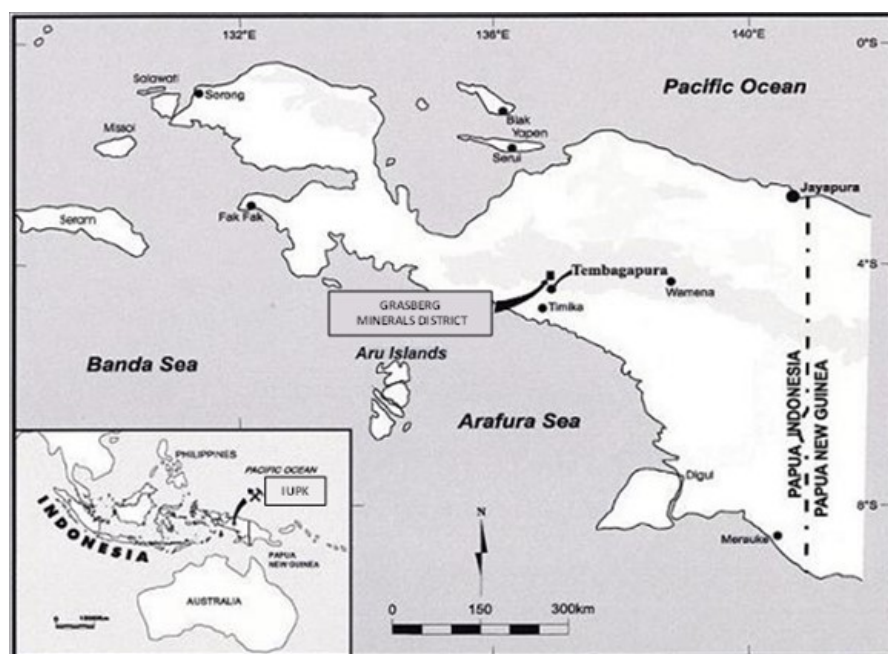 132°E
136°E
140°E
0°S
Pacific Ocean
Salawati
Sorong
Biak
Yapen
Serui
Missol
Jayapura
Fak Fak
Seram
4°S
Tembagapura
Wamena
GRASBERG
MINERALS DISTRICT
Timika
Aru Islands
Banda Sea
Arafura Sea
PAPUA INDONESIA
PAPUA NEW GUINEA
Digul
8°S
Merauke
N
0
150
300km
PHILIPPINES
PACIFIC OCEAN
IUPK
INDONESIA
PAPUA
NEW GUINEA
AUSTRALIA